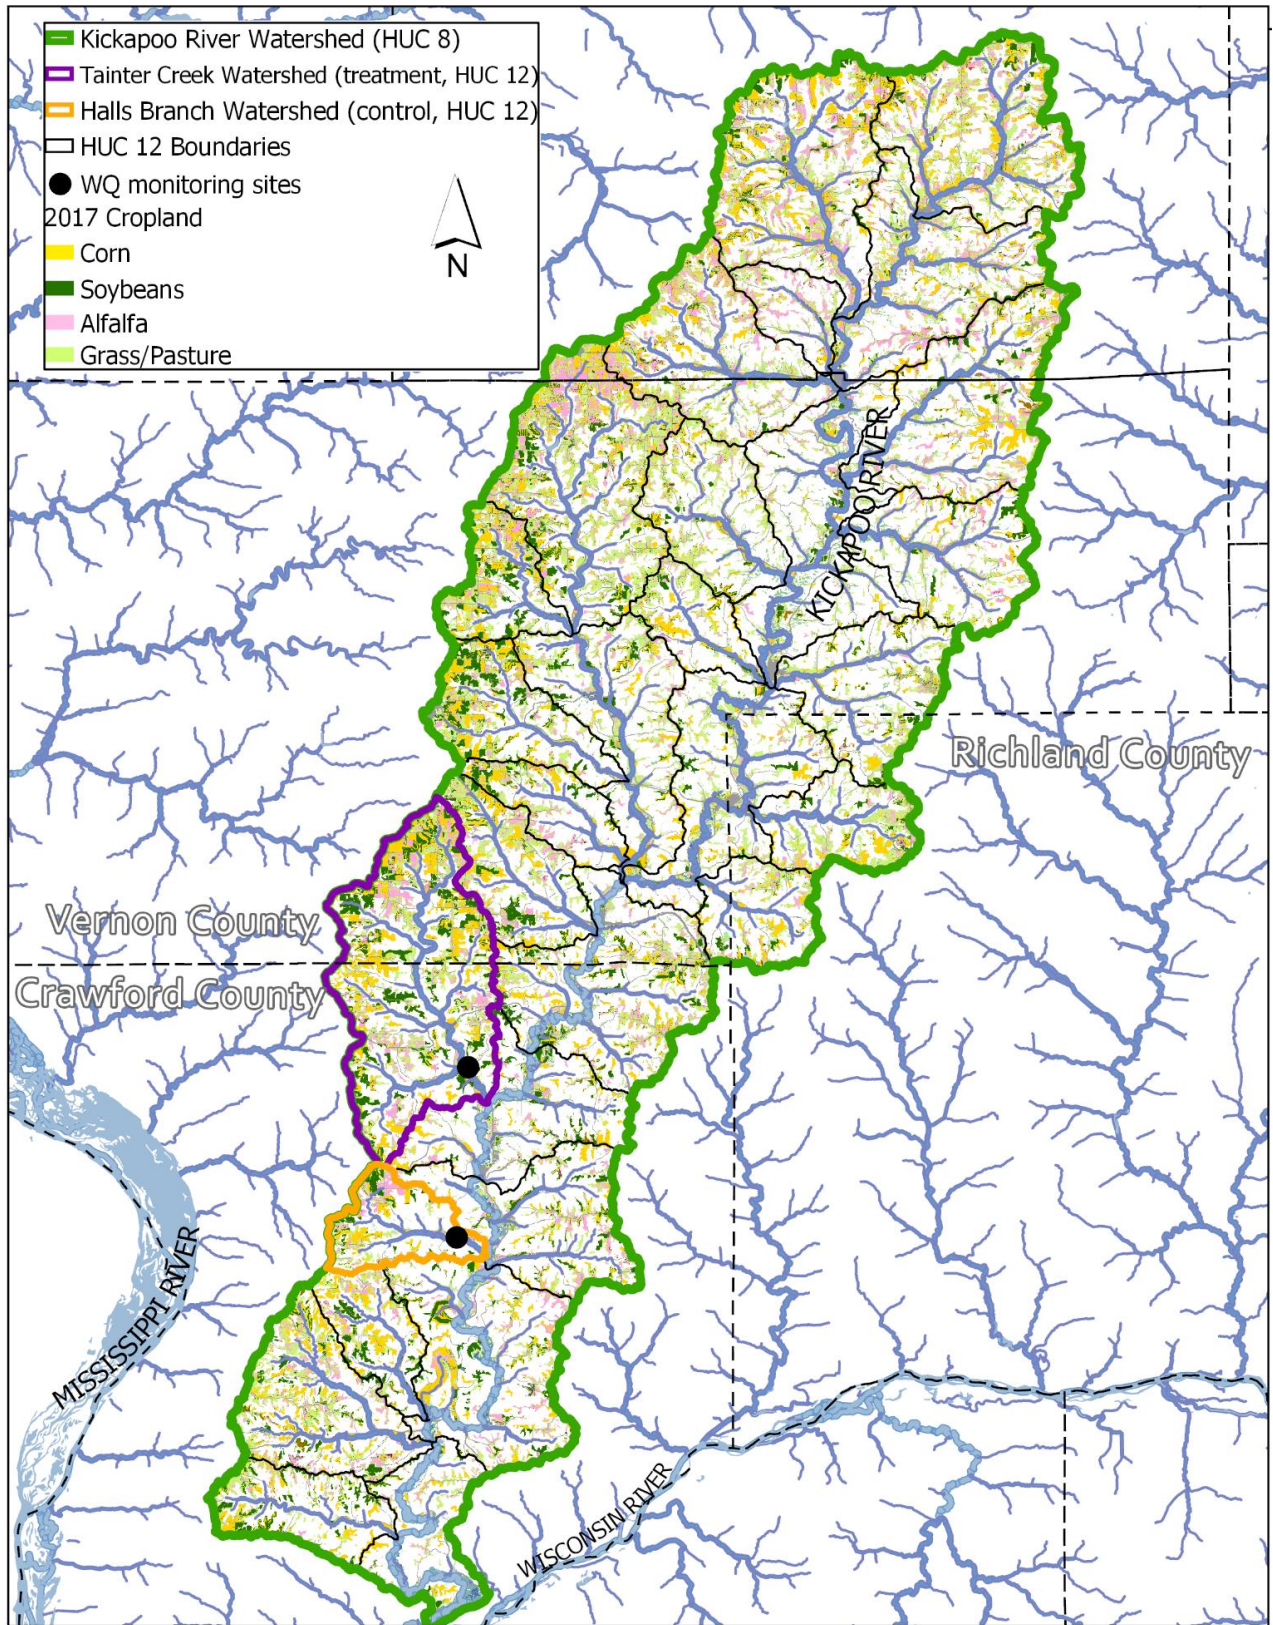 Kickapoo River Watershed (HUC 8)
Tainter Creek Watershed (treatment, HUC 12)
Halls Branch Watershed (control, HUC 12)
HUC 12 Boundaries
WQ monitoring sites
2017 Cropland
Corn
Soybeans
Alfalfa
Grass/Pasture
N
KICKAPOO RIVER
Richland County
Vernon County
Crawford County
MISSISSIPPI RIVER
WISCONSIN RIVER